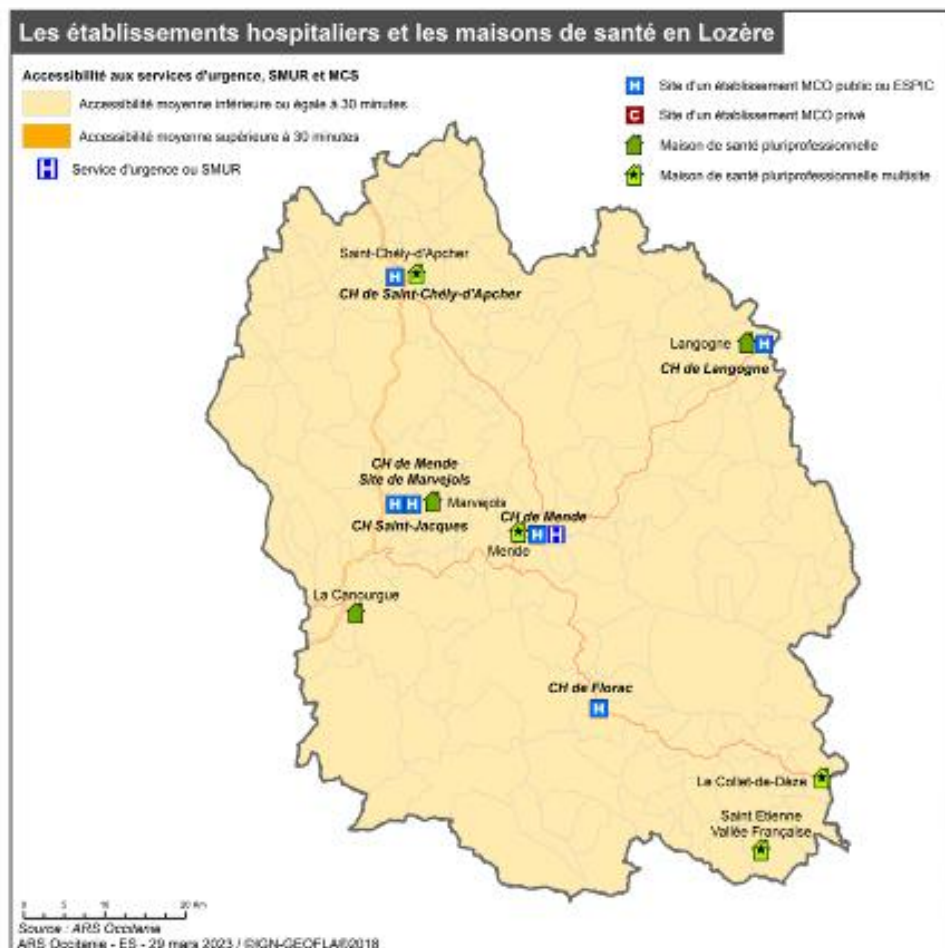 Les établissements hospitaliers et les maisons de santé en Lozère
Accessibilité aux services d'urgence, SMUR et MCS
Accessibilité moyenne inférieure ou égale à 30 minutes
Accessibilité moyenne supérieure à 30 minutes
H Service d'urgence ou SMUR
H Site d'un établissement MCO public ou ESPIC
C Site d'un établissement MCO privé
Maison de santé pluriprofessionnelle
Maison de santé pluriprofessionnelle multisite
Saint-Chély-d'Apcher
H
CH de Saint-Chély-d'Apcher
Langogne H
CH de Langogne
CH de Mende
Site de Marvejols
H H Marvejols
CH Saint-Jacques
CH de Mende
H H
Mende
La Canourgue
CH de Florac
H
Le Collet-de-Dèze
Saint Etienne
Vallée Française
0 5 10 20 Km
Source : ARS Occitanie
ARS Occitanie - ES - 29 mars 2023 / ©IGN-GEOFLA®2018